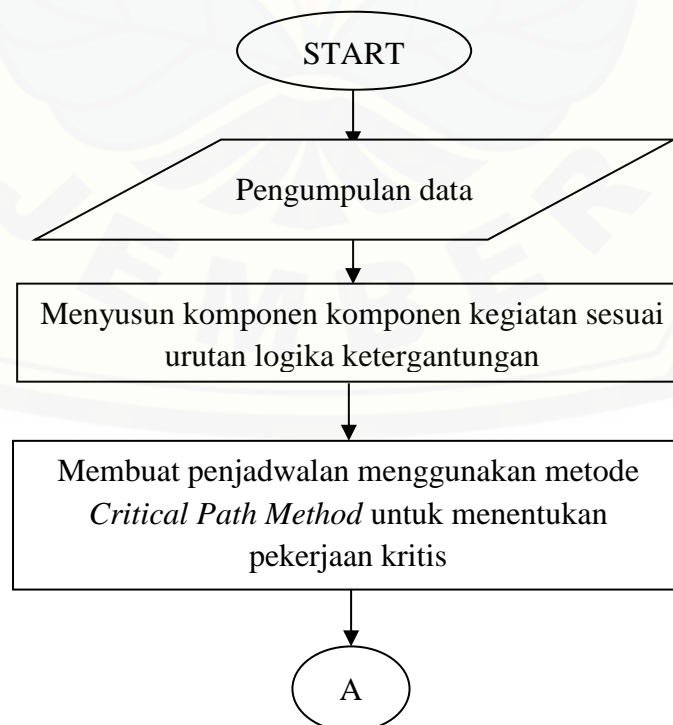 START
Pengumpulan data
JEMBER
Menyusun komponen komponen kegiatan sesuai
urutan logika ketergantungan
Membuat penjadwalan menggunakan metode
Critical Path Method untuk menentukan
pekerjaan kritis
A